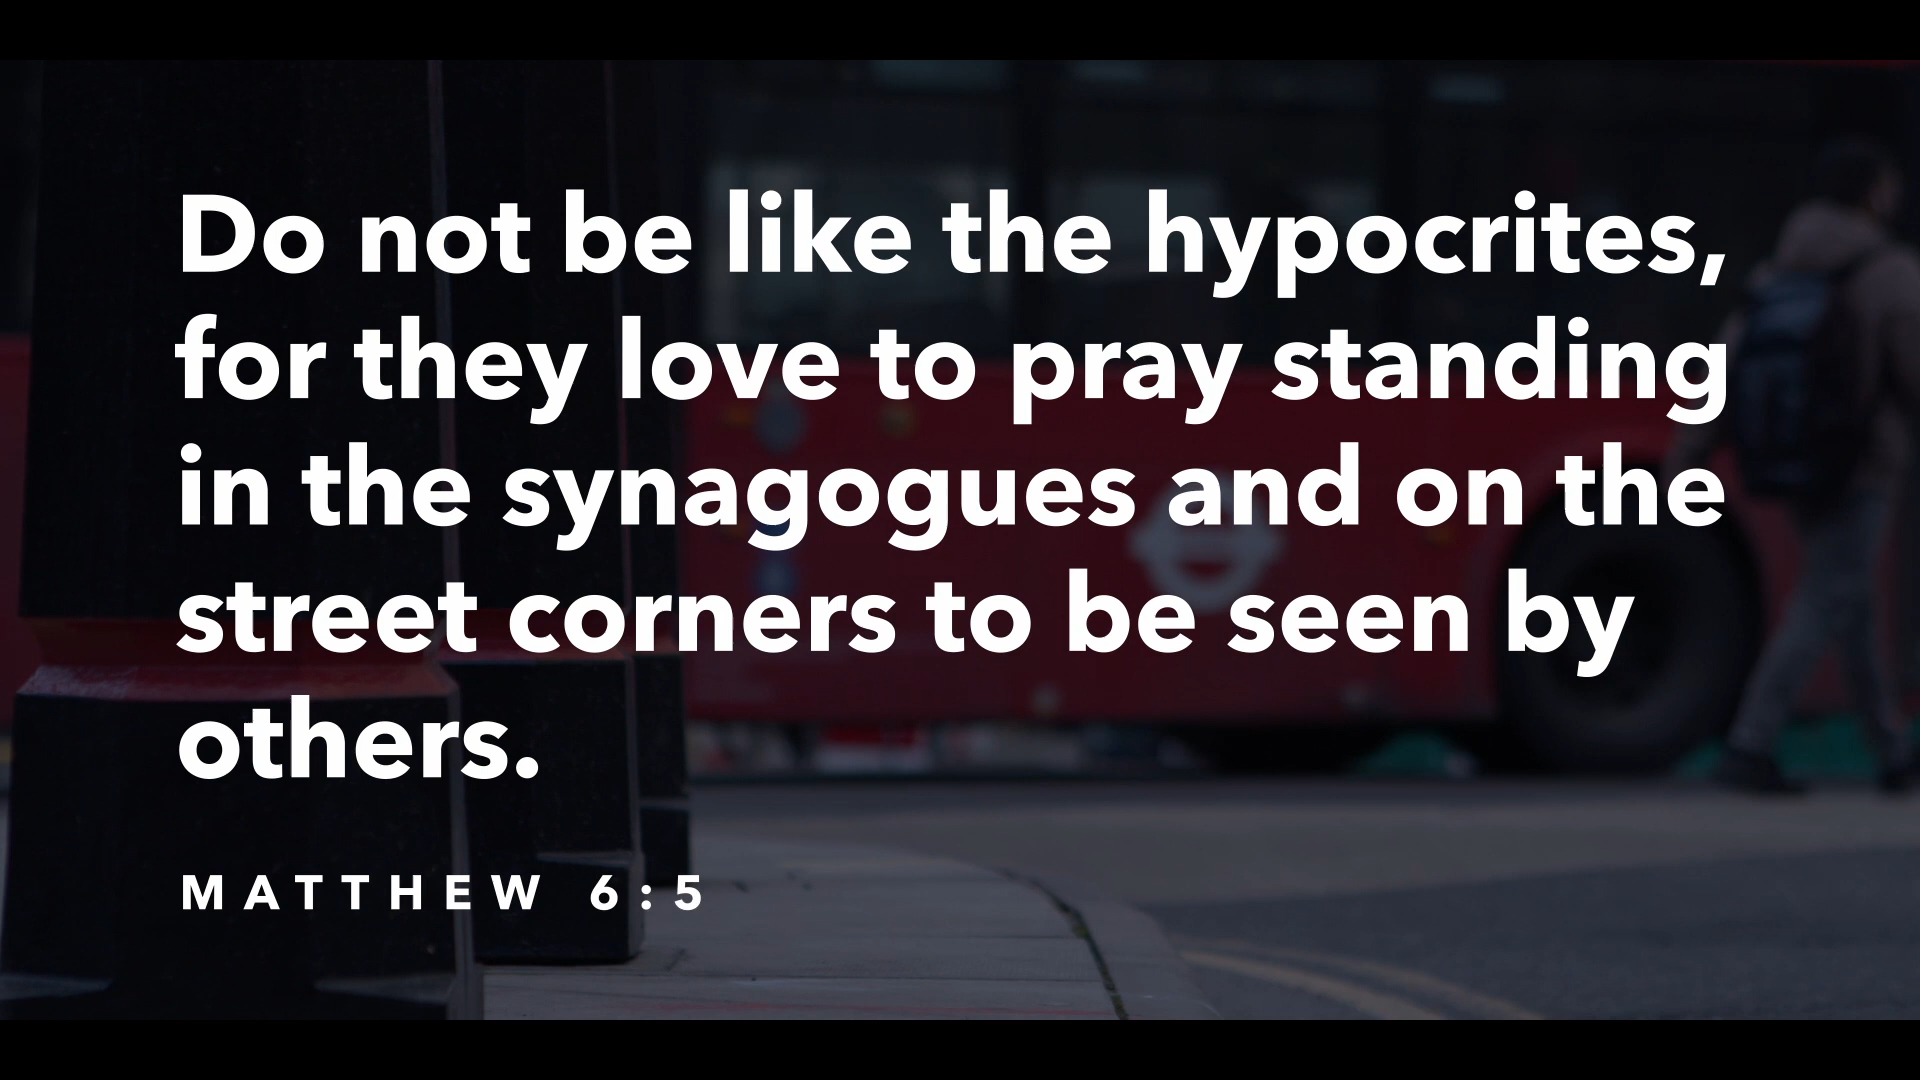 Do not be like the hypocrites,
for they love to pray standing
in the synagogues and on the
street corners to be seen by
others.
MATTHEW 6:5